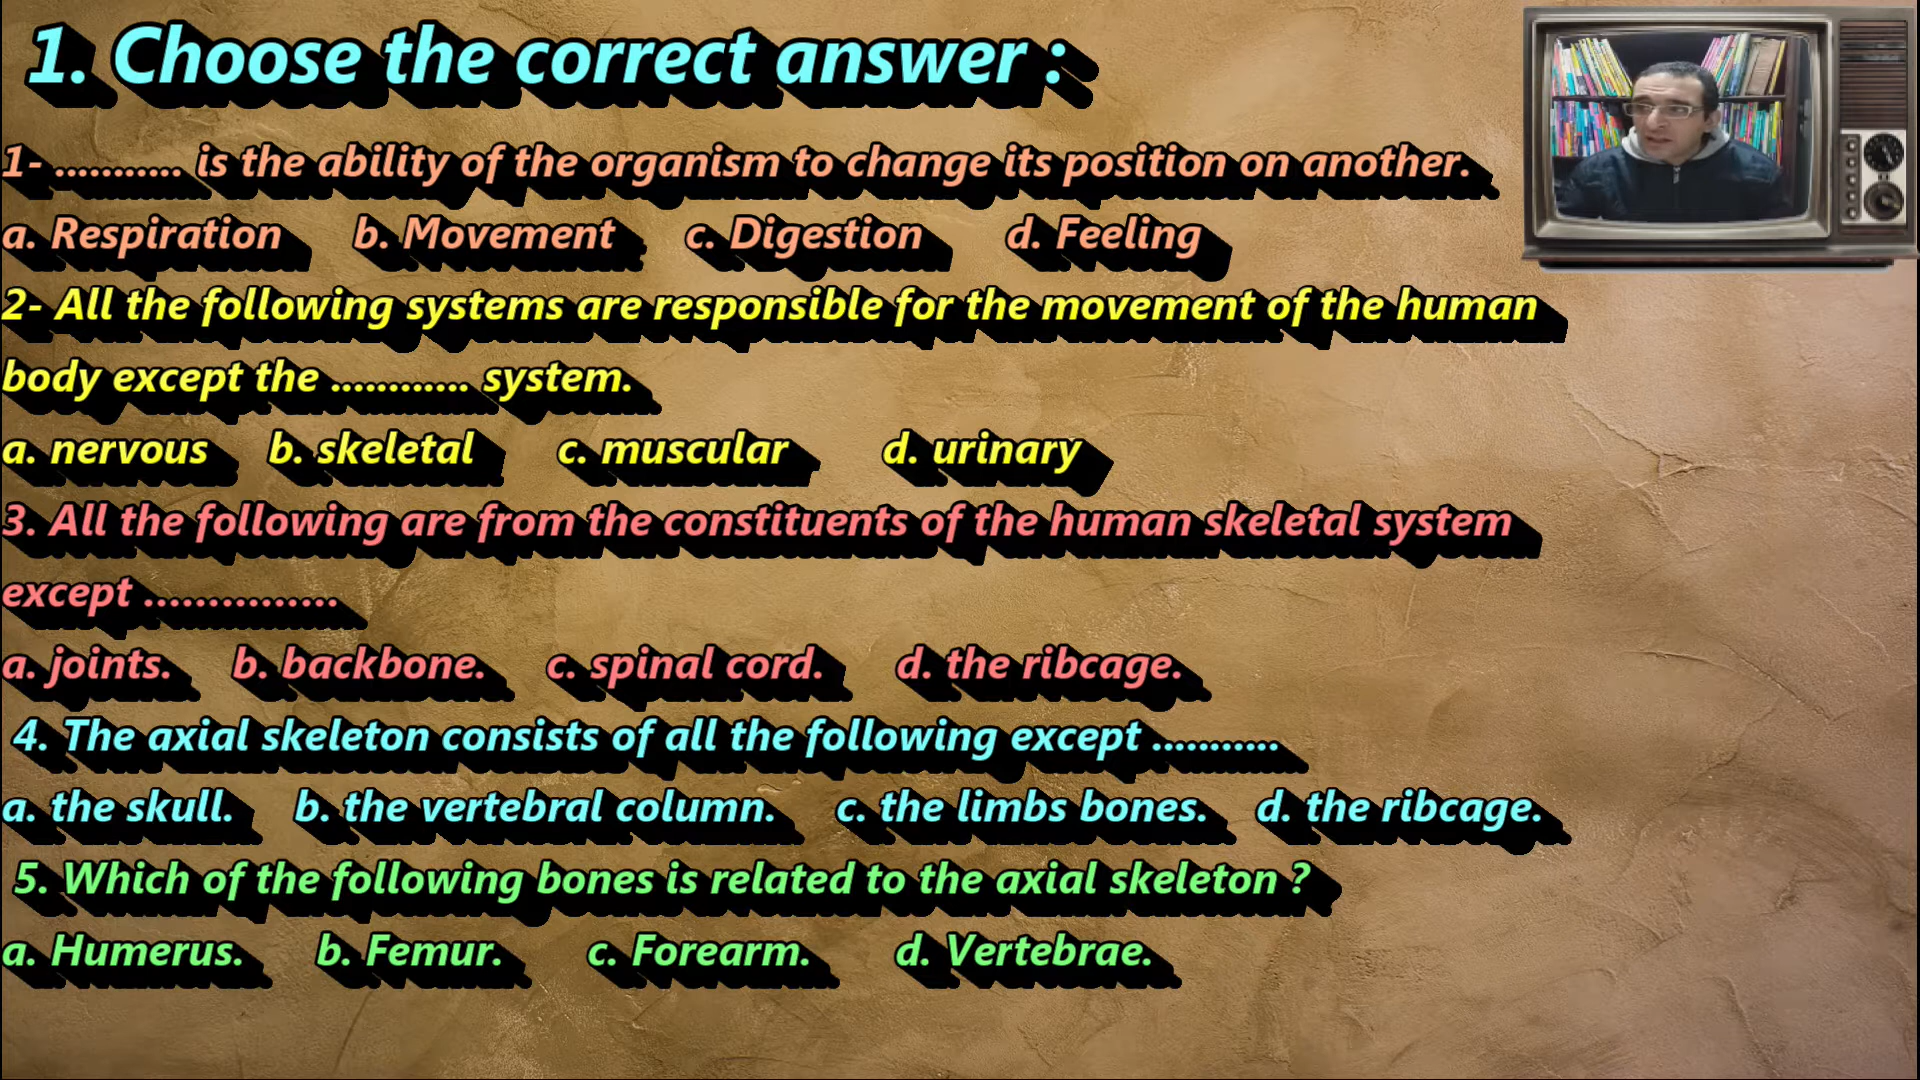 1. Choose the correct answer :
1- ........... is the ability of the organism to change its position on another.
a. Respiration b. Movement c. Digestion d. Feeling
2- All the following systems are responsible for the movement of the human
body except the ............ system.
a. nervous b. skeletal c. muscular d. urinary
3. All the following are from the constituents of the human skeletal system
except ................
a. joints. b. backbone. c. spinal cord. d. the ribcage.
4. The axial skeleton consists of all the following except ...........
a. the skull. b. the vertebral column. c. the limbs bones. d. the ribcage.
5. Which of the following bones is related to the axial skeleton ?
a. Humerus. b. Femur. c. Forearm. d. Vertebrae.